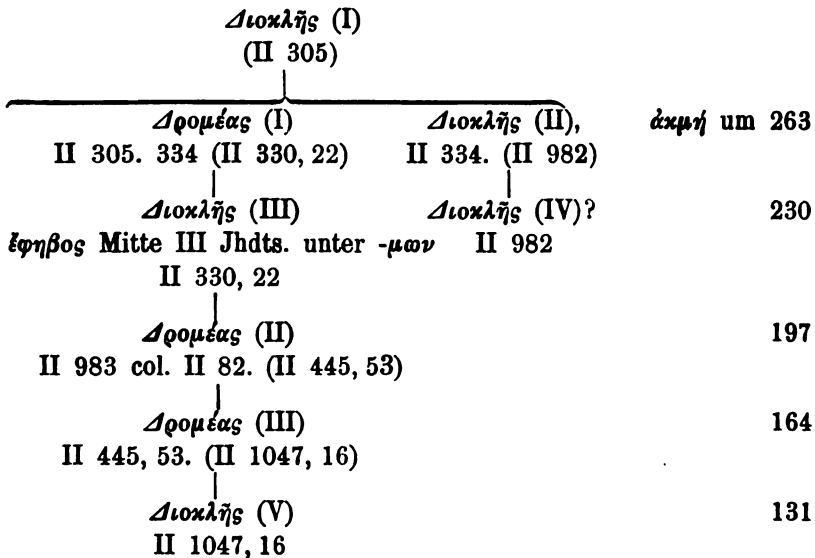 Διοκλῆς (I)
(II 305)
Δρομέας (I) Διοκλῆς (II), ἀκμή um 263
II 305. 334 (II 330, 22) II 334. (II 982)
Διοκλῆς (III) Διοκλῆς (IV)? 230
ἔφηβος Mitte III Jhdts. unter -μων II 982
II 330, 22
Δρομέας (II) 197
II 983 col. II 82. (II 445, 53)
Δρομέας (III) 164
II 445, 53. (II 1047, 16)
Διοκλῆς (V) 131
II 1047, 16